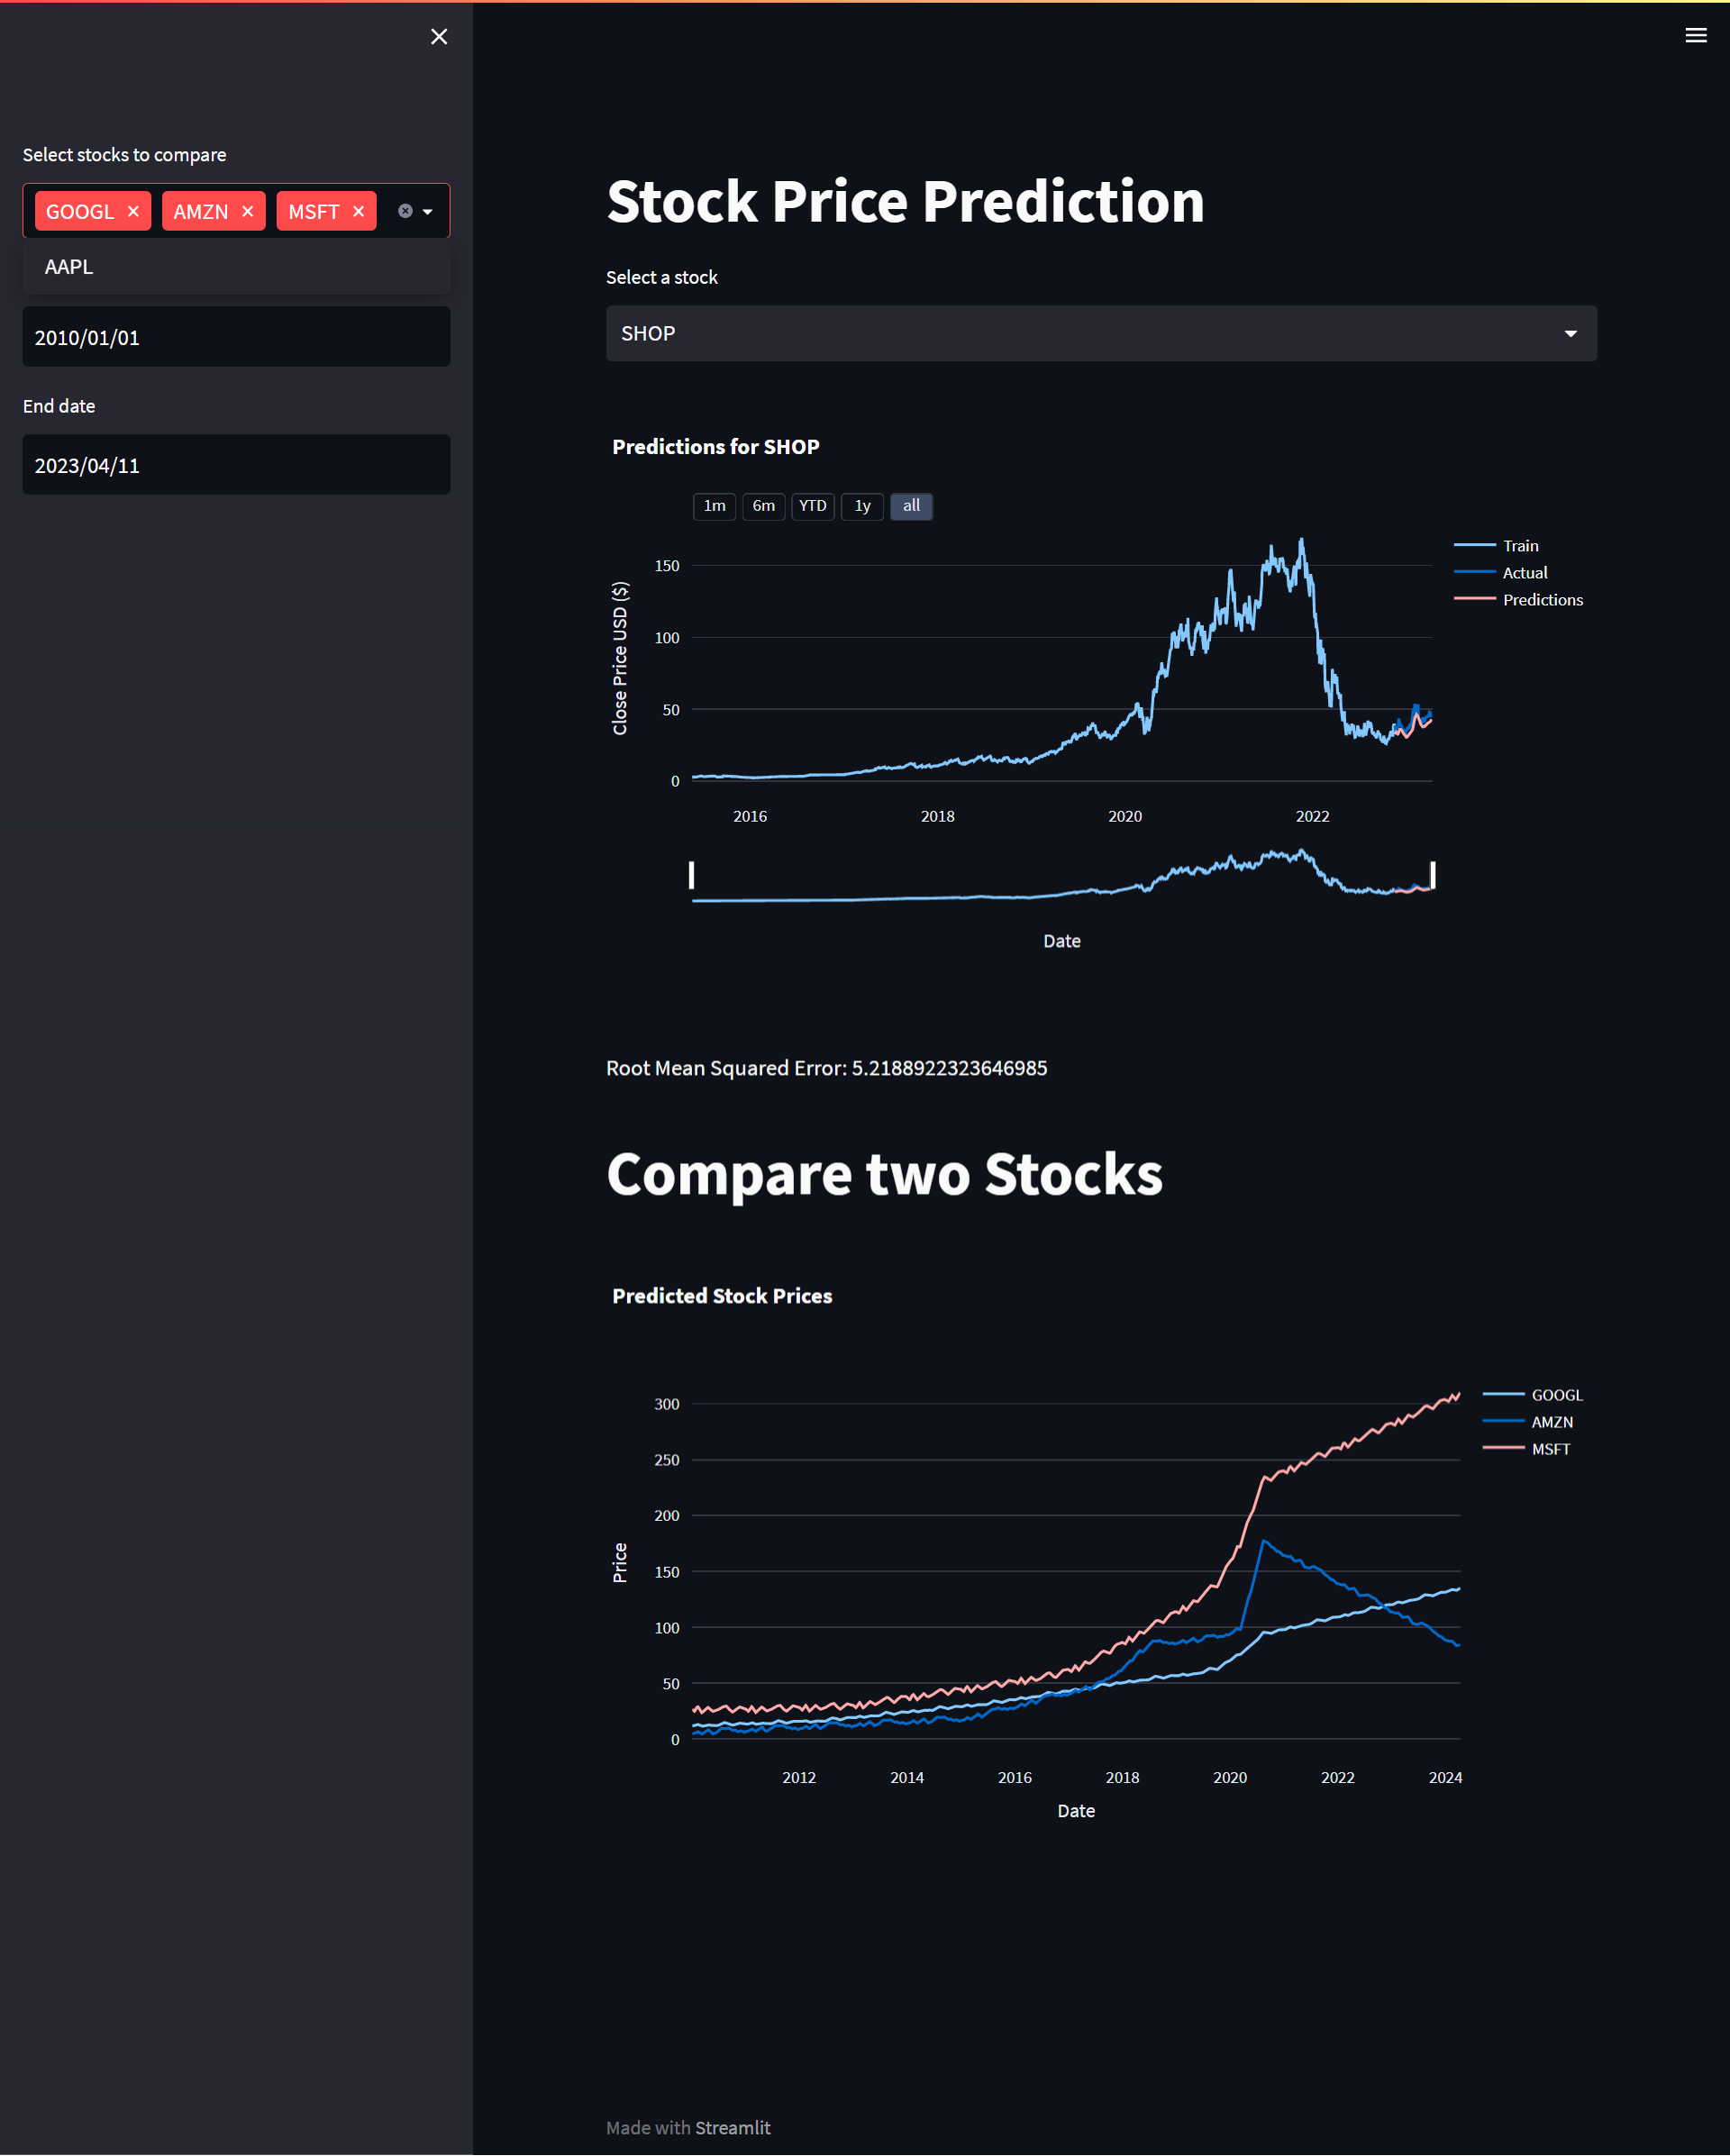 Select stocks to compare
GOOGL AMZN MSFT
AAPL
2010/01/01
End date
2023/04/11
Stock Price Prediction
Select a stock
SHOP
Predictions for SHOP
1m 6m YTD 1y all
Train
Actual
Predictions
Close Price USD ($)
150
100
50
0
2016 2018 2020 2022
Date
Root Mean Squared Error: 5.2188922323646985
Compare two Stocks
Predicted Stock Prices
GOOGL
AMZN
MSFT
Price
300
250
200
150
100
50
0
2012 2014 2016 2018 2020 2022 2024
Date
Made with Streamlit